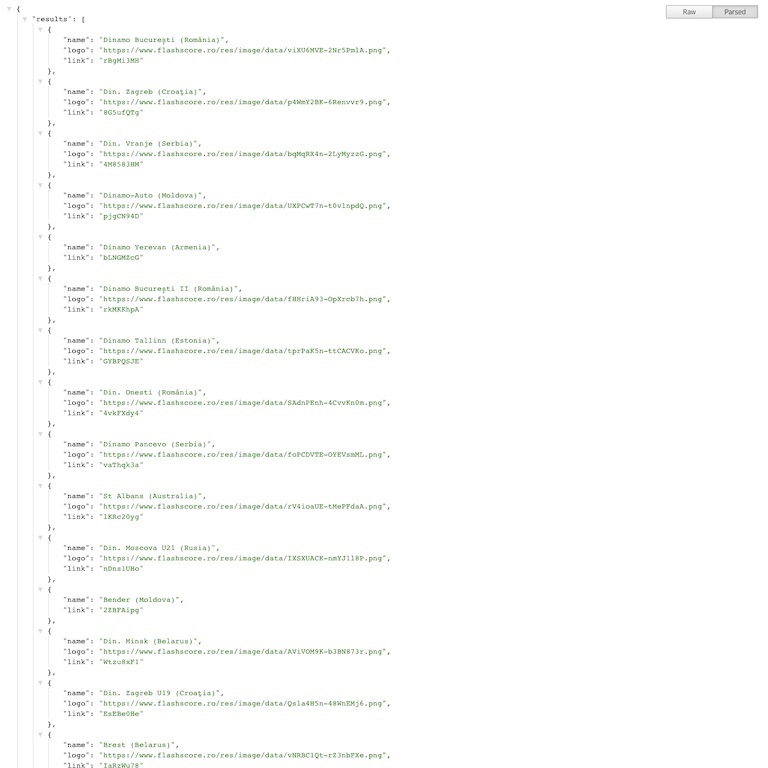 Raw Parsed
{
"results": [
{
"name": "Dinamo București (România)",
"logo": "https://www.flashscore.ro/res/image/data/viXU6MVE-2Nr5PmlA.png",
"link": "rBgMi3MH"
},
{
"name": "Din. Zagreb (Croația)",
"logo": "https://www.flashscore.ro/res/image/data/p4WmY2BK-6Renvvr9.png",
"link": "8G5ufQTg"
},
{
"name": "Din. Vranje (Serbia)",
"logo": "https://www.flashscore.ro/res/image/data/bqMqRX4n-2LyMyzzG.png",
"link": "4M8583HM"
},
{
"name": "Dinamo-Auto (Moldova)",
"logo": "https://www.flashscore.ro/res/image/data/UXPCwT7n-t0vlnpdQ.png",
"link": "pjgCN94D"
},
{
"name": "Dinamo Yerevan (Armenia)",
"link": "bLNGMZcG"
},
{
"name": "Dinamo București II (România)",
"logo": "https://www.flashscore.ro/res/image/data/fHHriA93-OpXrcb7h.png",
"link": "rkMKKhpA"
},
{
"name": "Dinamo Tallinn (Estonia)",
"logo": "https://www.flashscore.ro/res/image/data/tprPaK5n-ttCACVKo.png",
"link": "GYBPQSJE"
},
{
"name": "Din. Onesti (România)",
"logo": "https://www.flashscore.ro/res/image/data/SAdnPEnh-4CvvKn0m.png",
"link": "4vkFXdy4"
},
{
"name": "Dinamo Pancevo (Serbia)",
"logo": "https://www.flashscore.ro/res/image/data/foPCDVTE-OYEVsmML.png",
"link": "vaThqk3a"
},
{
"name": "St Albans (Australia)",
"logo": "https://www.flashscore.ro/res/image/data/rV4ioaUE-tMePFdaA.png",
"link": "lKRc20yg"
},
{
"name": "Din. Moscova U21 (Rusia)",
"logo": "https://www.flashscore.ro/res/image/data/IXSXUACK-nmYJ1l8P.png",
"link": "nDns1UHo"
},
{
"name": "Bender (Moldova)",
"link": "2ZBFAipg"
},
{
"name": "Din. Minsk (Belarus)",
"logo": "https://www.flashscore.ro/res/image/data/AViVOM9K-b3BN873r.png",
"link": "Wtzu8xF1"
},
{
"name": "Din. Zagreb U19 (Croația)",
"logo": "https://www.flashscore.ro/res/image/data/Qsla4H5n-48WnEMj6.png",
"link": "EsEBe0He"
},
{
"name": "Brest (Belarus)",
"logo": "https://www.flashscore.ro/res/image/data/vNRBC1Qt-rZ3nbFXe.png",
"link": "IaRzWu78"